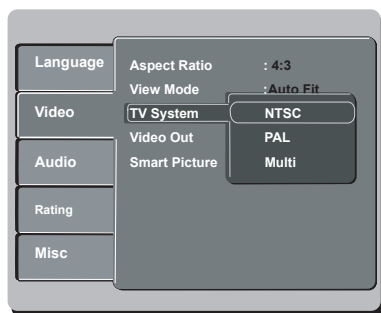 Language
Video
Audio
Rating
Misc
Aspect Ratio : 4:3
View Mode :Auto Fit
TV System NTSC
Video Out PAL
Smart Picture Multi